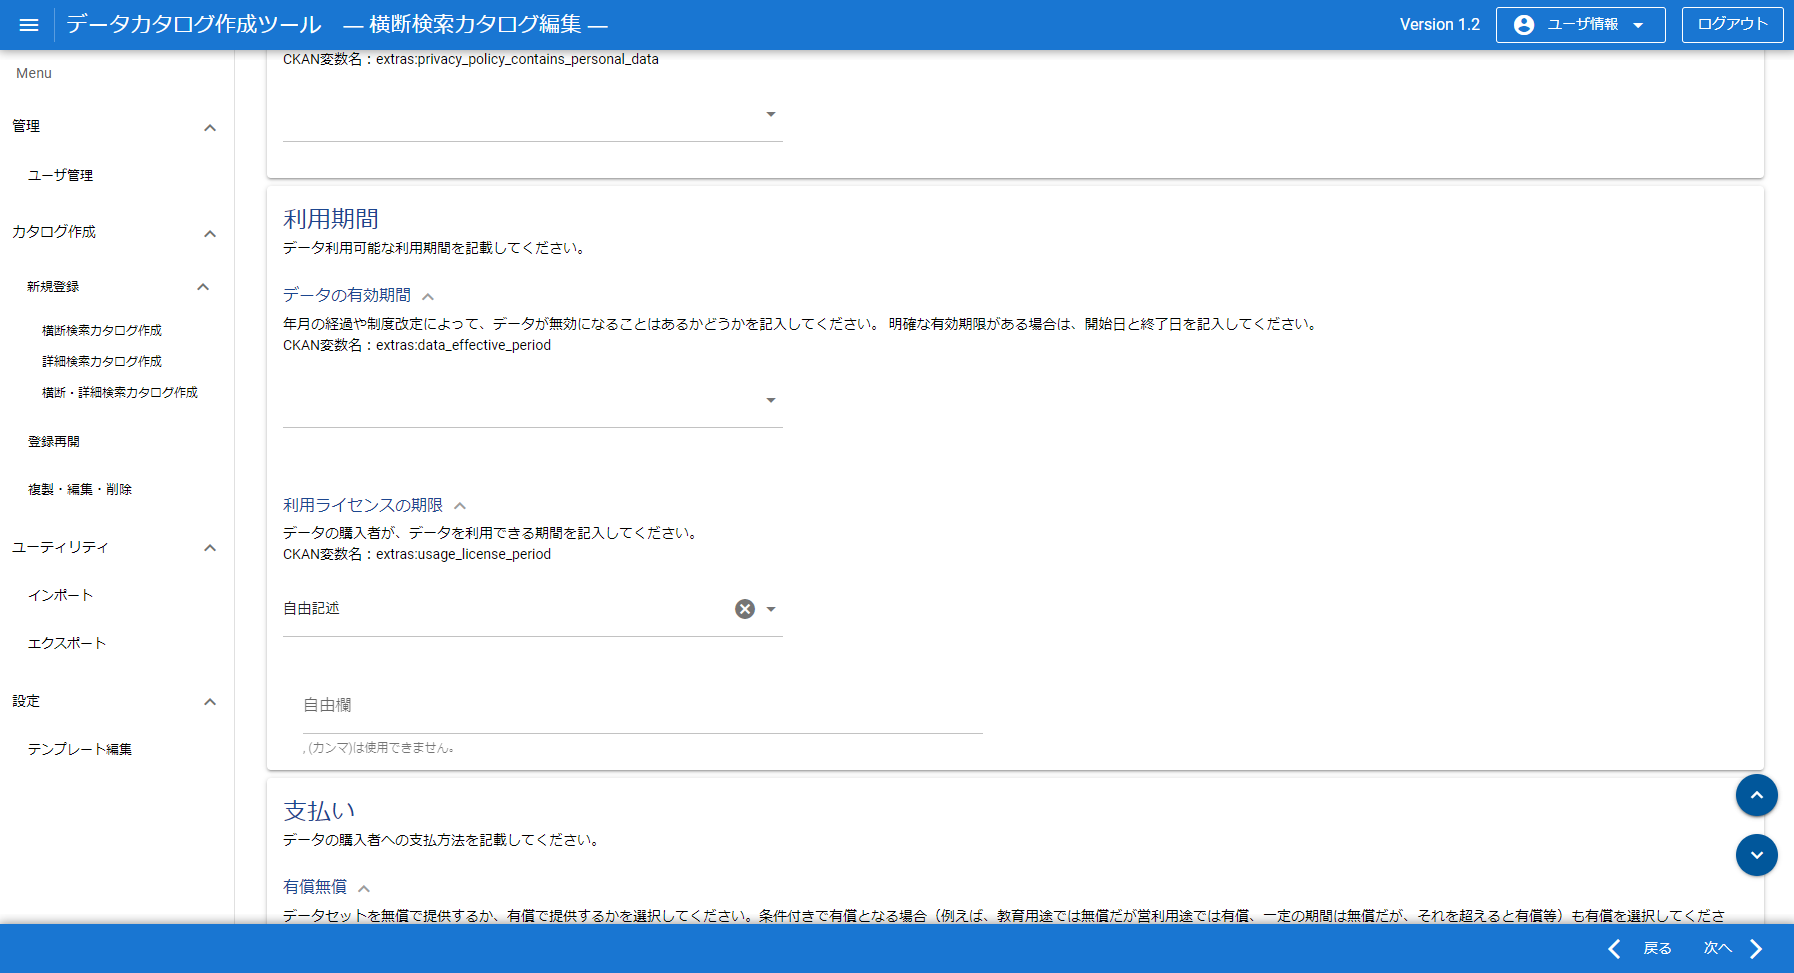 データカタログ作成ツール ― 横断検索カタログ編集 ―
Version 1.2
ユーザ情報
ログアウト
Menu
管理
ユーザ管理
カタログ作成
新規登録
横断検索カタログ作成
詳細検索カタログ作成
横断・詳細検索カタログ作成
登録再開
複製・編集・削除
ユーティリティ
インポート
エクスポート
設定
テンプレート編集
CKAN変数名：extras:privacy_policy_contains_personal_data
利用期間
データ利用可能な利用期間を記載してください。
データの有効期間
年月の経過や制度改定によって、データが無効になることはあるかどうかを記入してください。 明確な有効期限がある場合は、開始日と終了日を記入してください。
CKAN変数名：extras:data_effective_period
利用ライセンスの期限
データの購入者が、データを利用できる期間を記入してください。
CKAN変数名：extras:usage_license_period
自由記述
自由欄
, (カンマ)は使用できません。
支払い
データの購入者への支払方法を記載してください。
有償無償
データセットを無償で提供するか、有償で提供するかを選択してください。条件付きで有償となる場合（例えば、教育用途では無償だが営利用途では有償、一定の期間は無償だが、それを超えると有償等）も有償を選択してくださ
戻る
次へ